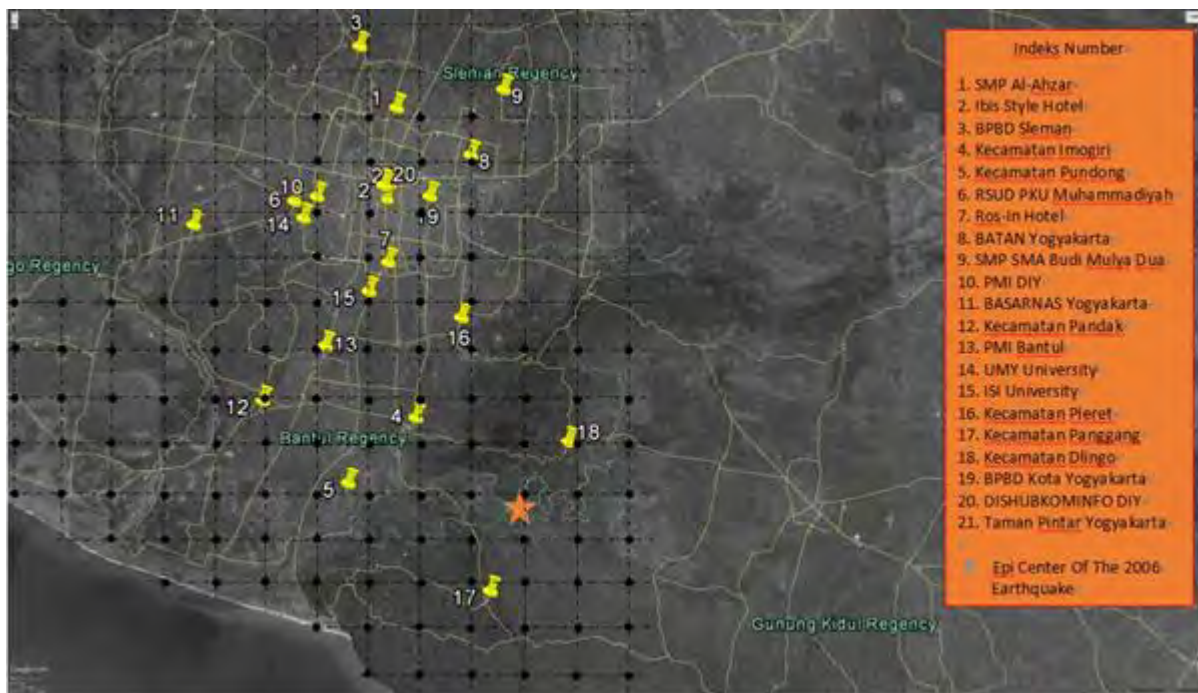 3
Slemen Regency
9
1
8
10
2
20
6
2
9
11
14
7
go Regency
15
16
13
12
4
Bantul Regency
18
5
17
Gunung Kidul Regency
Indeks Number
1. SMP Al-Ahzar
2. Ibis Style Hotel
3. BPBD Sleman
4. Kecamatan Imogiri
5. Kecamatan Pundong
6. RSUD PKU Muhammadiyah
7. Ros-In Hotel
8. BATAN Yogyakarta
9. SMP SMA Budi Mulya Dua
10. PMI DIY
11. BASARNAS Yogyakarta
12. Kecamatan Pandak
13. PMI Bantul
14. UMY University
15. ISI University
16. Kecamatan Pleret
17. Kecamatan Panggang
18. Kecamatan Dlingo
19. BPBD Kota Yogyakarta
20. DISHUBKOMINFO DIY
21. Taman Pintar Yogyakarta
Epi Center Of The 2006
Earthquake